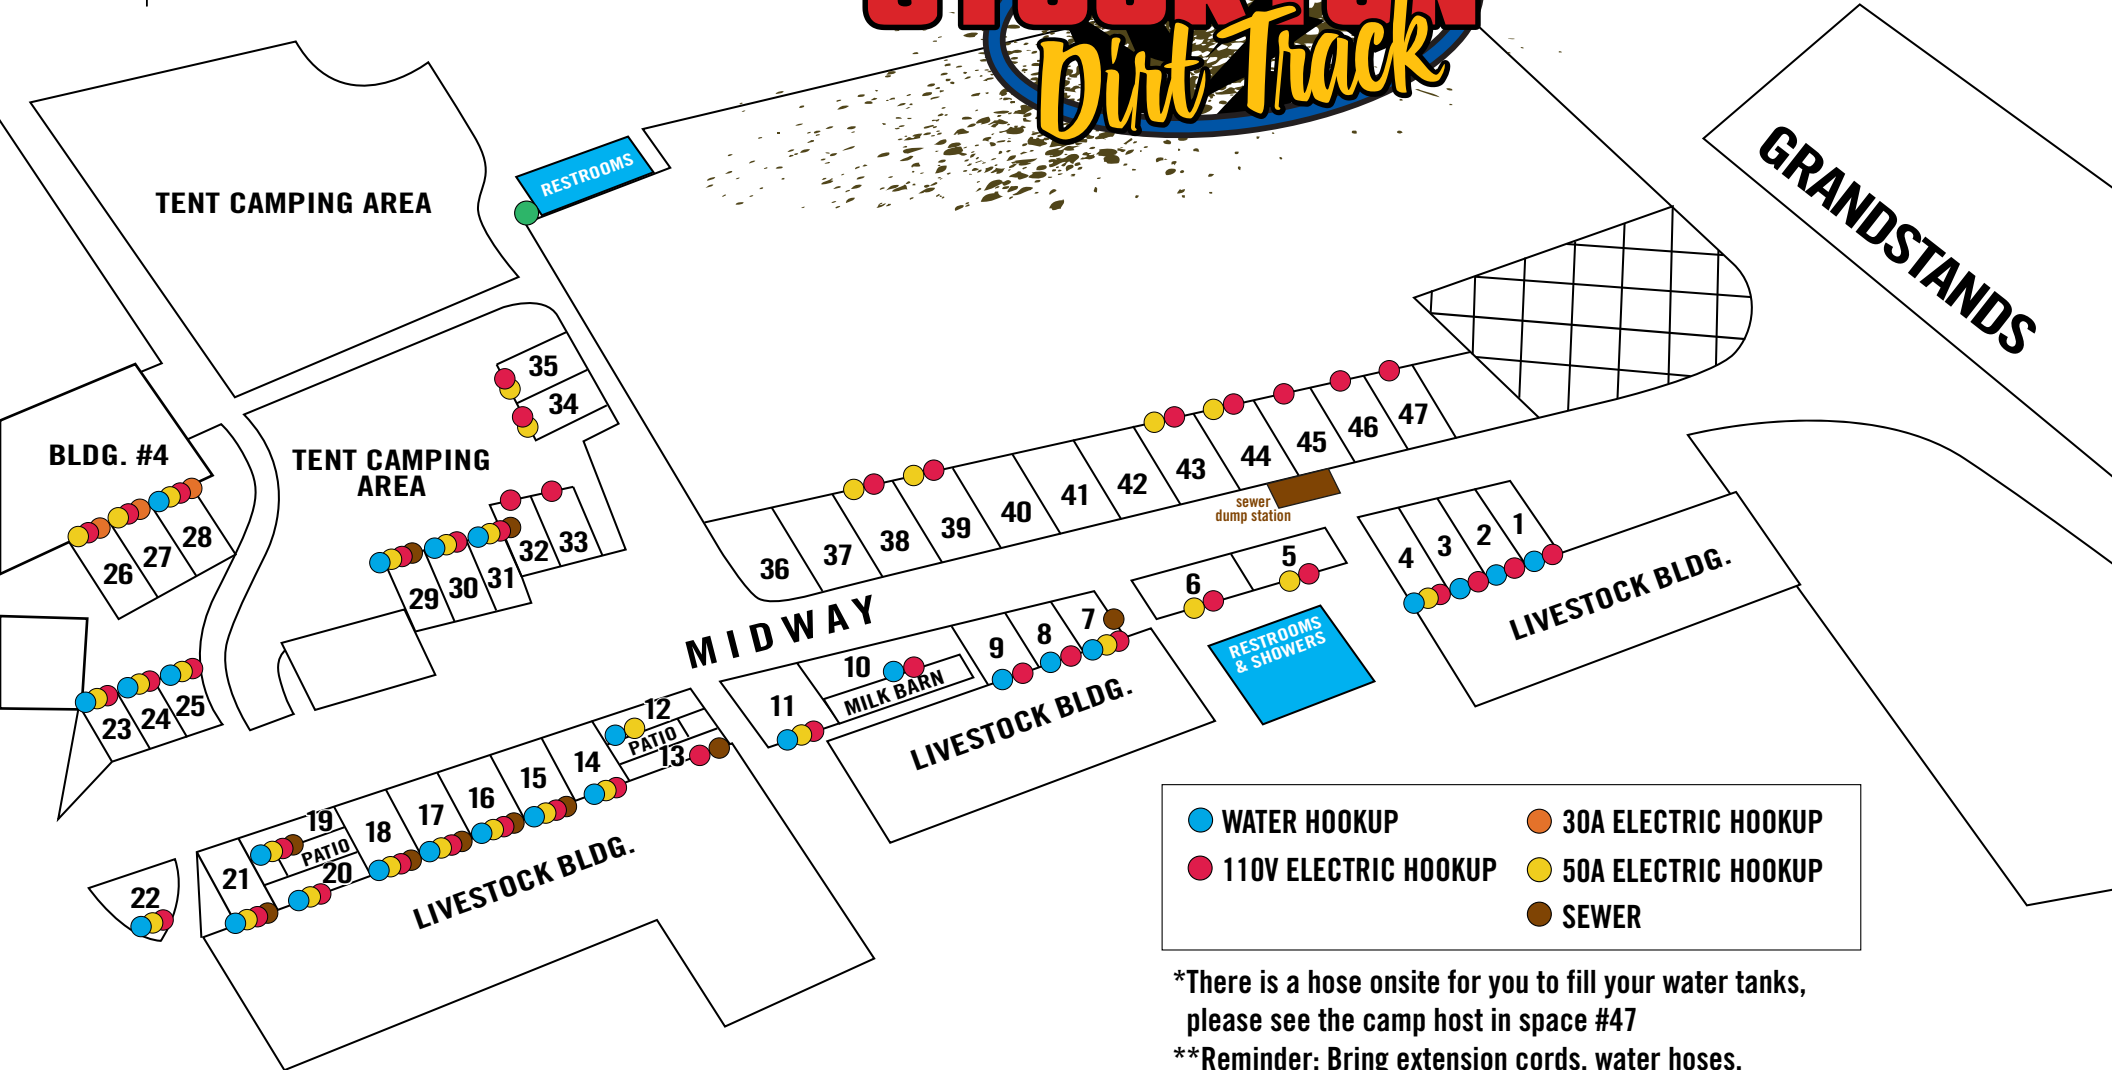 Dirt Track
RESTROOMS
TENT CAMPING AREA
GRANDSTANDS
35
34
BLDG. #4
TENT CAMPING
AREA
47
46
45
44
43
42
41
40
39
38
37
36
sewer
dump station
33
32
31
30
29
28
27
26
1
2
3
4
5
6
LIVESTOCK BLDG.
MIDWAY
7
8
9
10
MILK BARN
11
RESTROOMS
& SHOWERS
LIVESTOCK BLDG.
25
24
23
12
PATIO
13
14
15
16
17
18
19
PATIO
20
21
22
LIVESTOCK BLDG.
WATER HOOKUP
110V ELECTRIC HOOKUP
30A ELECTRIC HOOKUP
50A ELECTRIC HOOKUP
SEWER
*There is a hose onsite for you to fill your water tanks,
please see the camp host in space #47
**Reminder: Bring extension cords, water hoses,